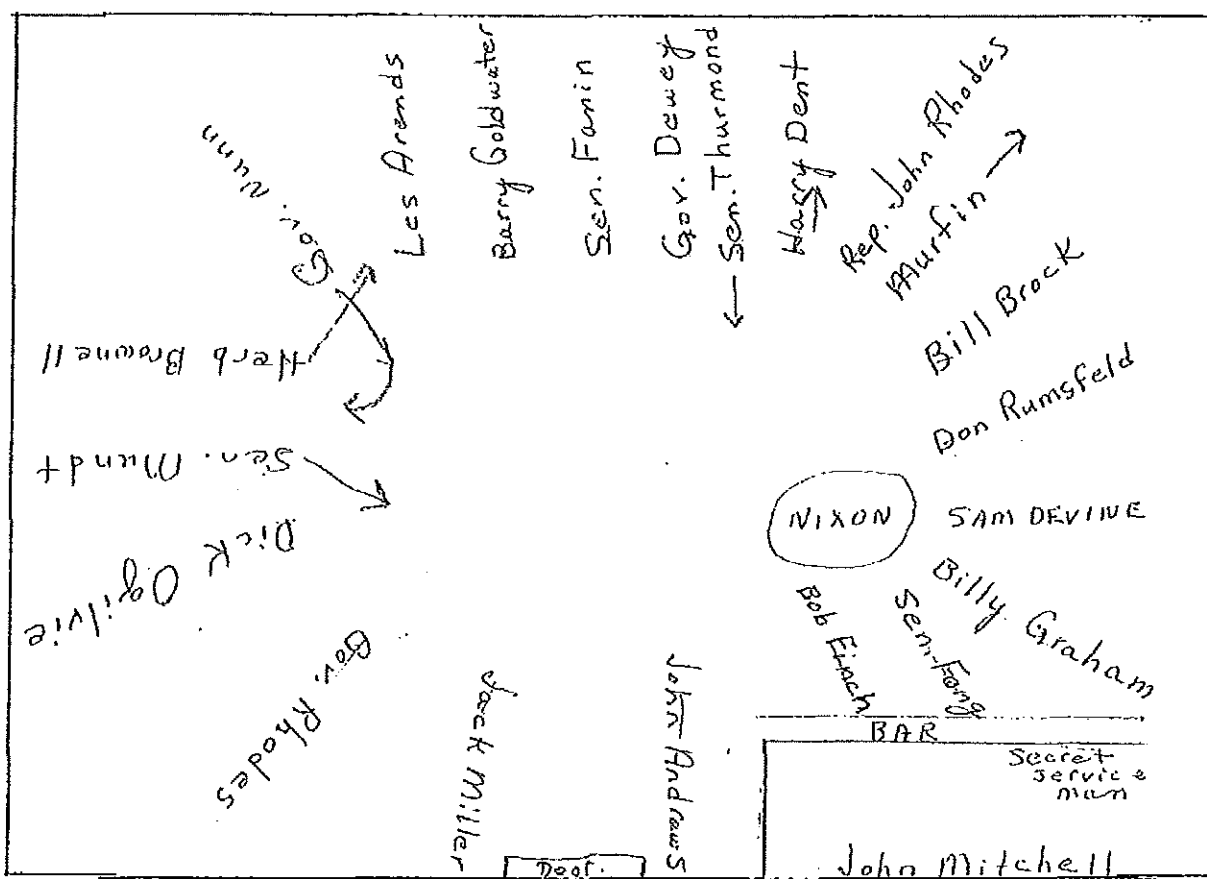 Gov. Nunn
Les Arends
Barry Goldwater
Sen. Fanin
Gov. Dewey
Sen. Thurmond
Harry Dent
Rep. John Rhodes
Murfin
Bill Brock
Don Rumsfeld
NIXON
SAM DEVINE
Billy Graham
Sen. Fong
Bob Finch
BAR
Secret
service
man
John Mitchell
John Andrews
Door.
Jack Miller
Gov. Rhodes
Dick Ogilvie
Sen. Mundt
Herb Brownell